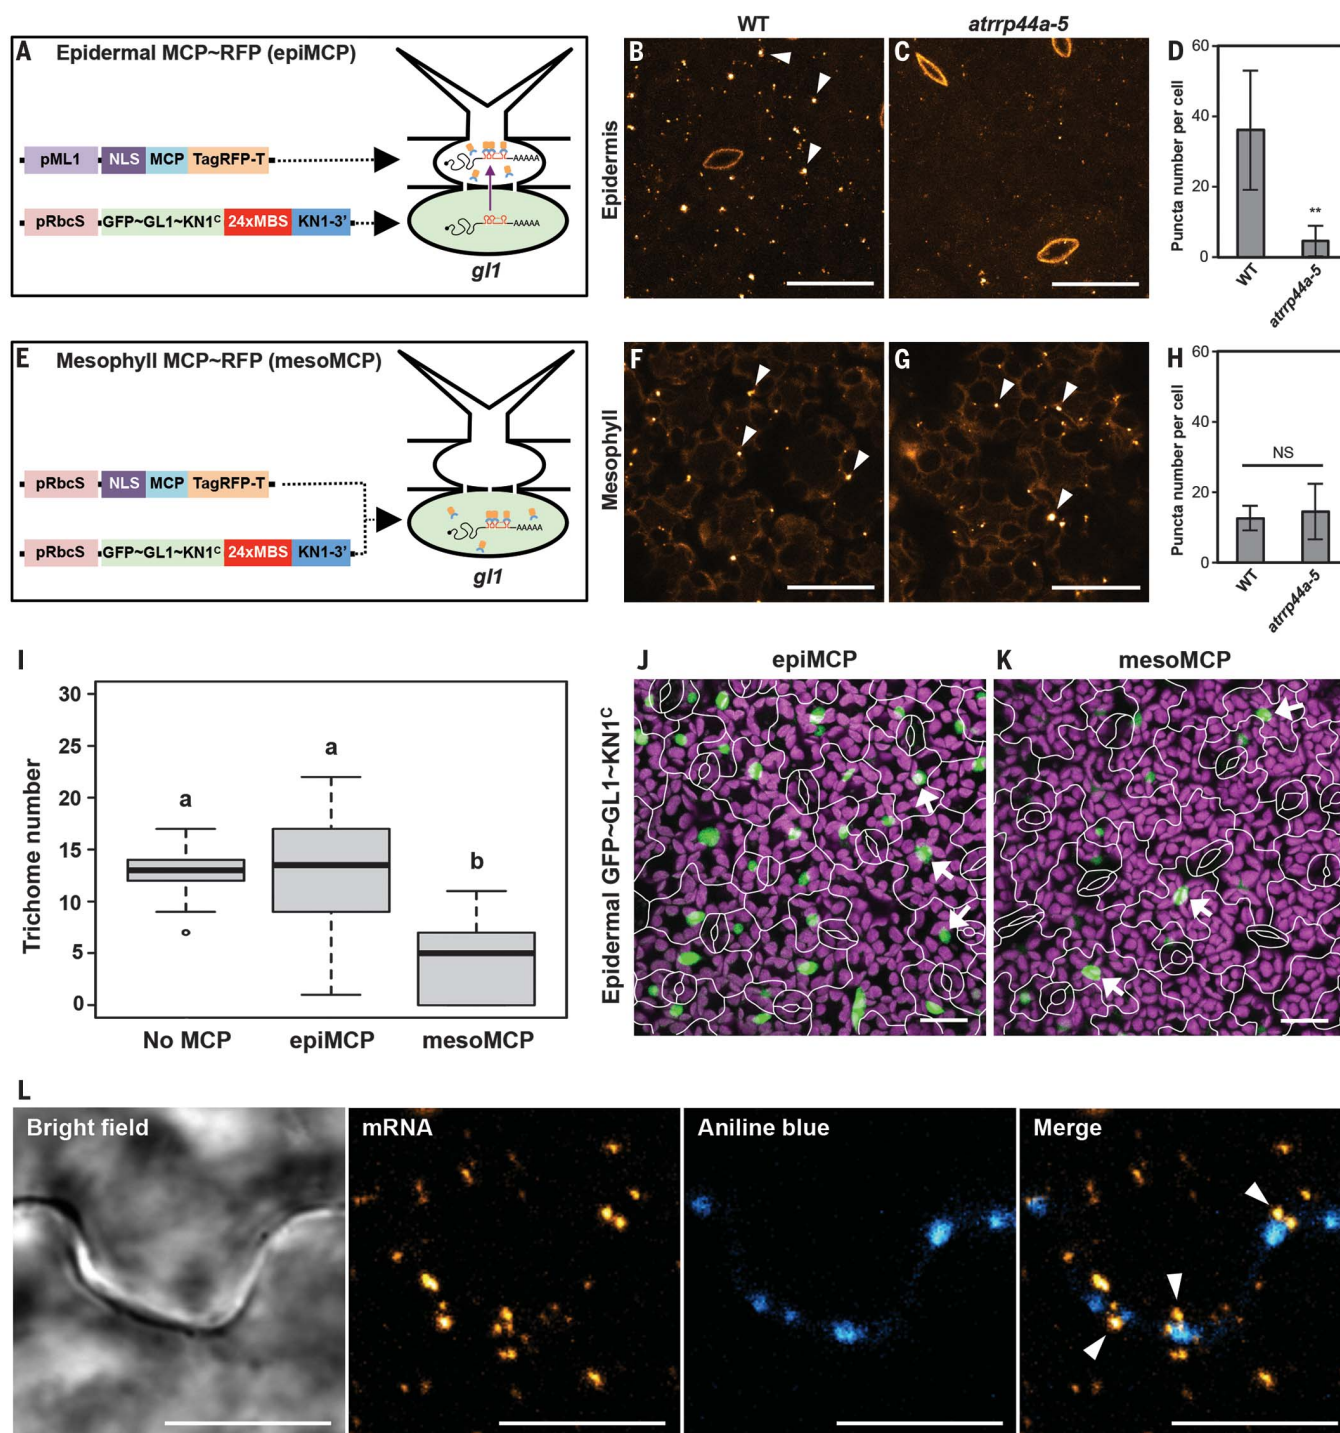 A Epidermal MCP~RFP (epiMCP)
pML1 NLS MCP TagRFP-T
pRbcS GFP~GL1~KN1ᶜ 24xMBS KN1-3'
AAAAA
AAAAA
gl1
WT
atrrp44a-5
Epidermis
B
C
D
Puncta number per cell
60
40
20
0
**
WT
atrrp44a-5
E Mesophyll MCP~RFP (mesoMCP)
pRbcS NLS MCP TagRFP-T
pRbcS GFP~GL1~KN1ᶜ 24xMBS KN1-3'
AAAAA
gl1
Mesophyll
F
G
H
Puncta number per cell
60
40
20
0
NS
WT
atrrp44a-5
I
Trichome number
30
25
20
15
10
5
0
a
a
b
No MCP epiMCP mesoMCP
Epidermal GFP~GL1~KN1ᶜ
J epiMCP
K mesoMCP
L
Bright field
mRNA
Aniline blue
Merge